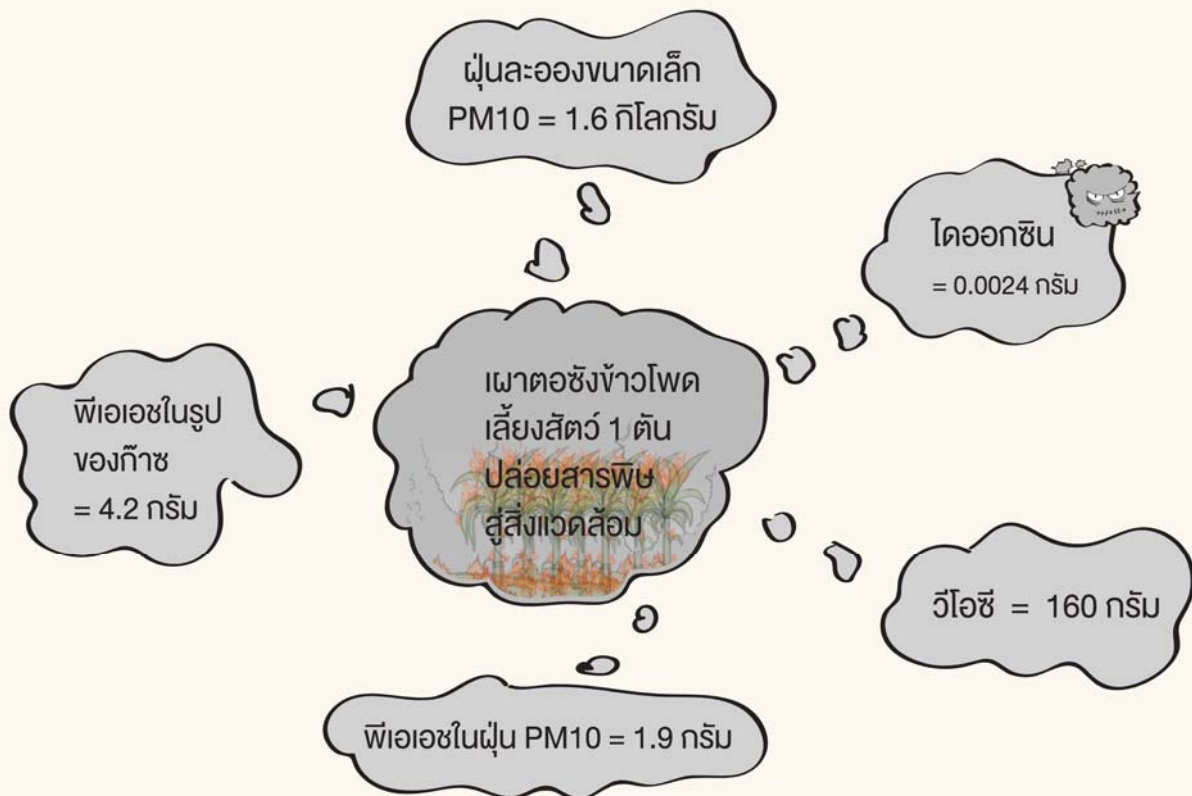 ฝุ่นละอองขนาดเล็ก
PM10 = 1.6 กิโลกรัม
ไดออกซิน
= 0.0024 กรัม
เผาตอซังข้าวโพด
เลี้ยงสัตว์ 1 ตัน
ปล่อยสารพิษ
สู่สิ่งแวดล้อม
พีเอเอชในรูป
ของก๊าซ
= 4.2 กรัม
วีโอซี = 160 กรัม
พีเอเอชในฝุ่น PM10 = 1.9 กรัม